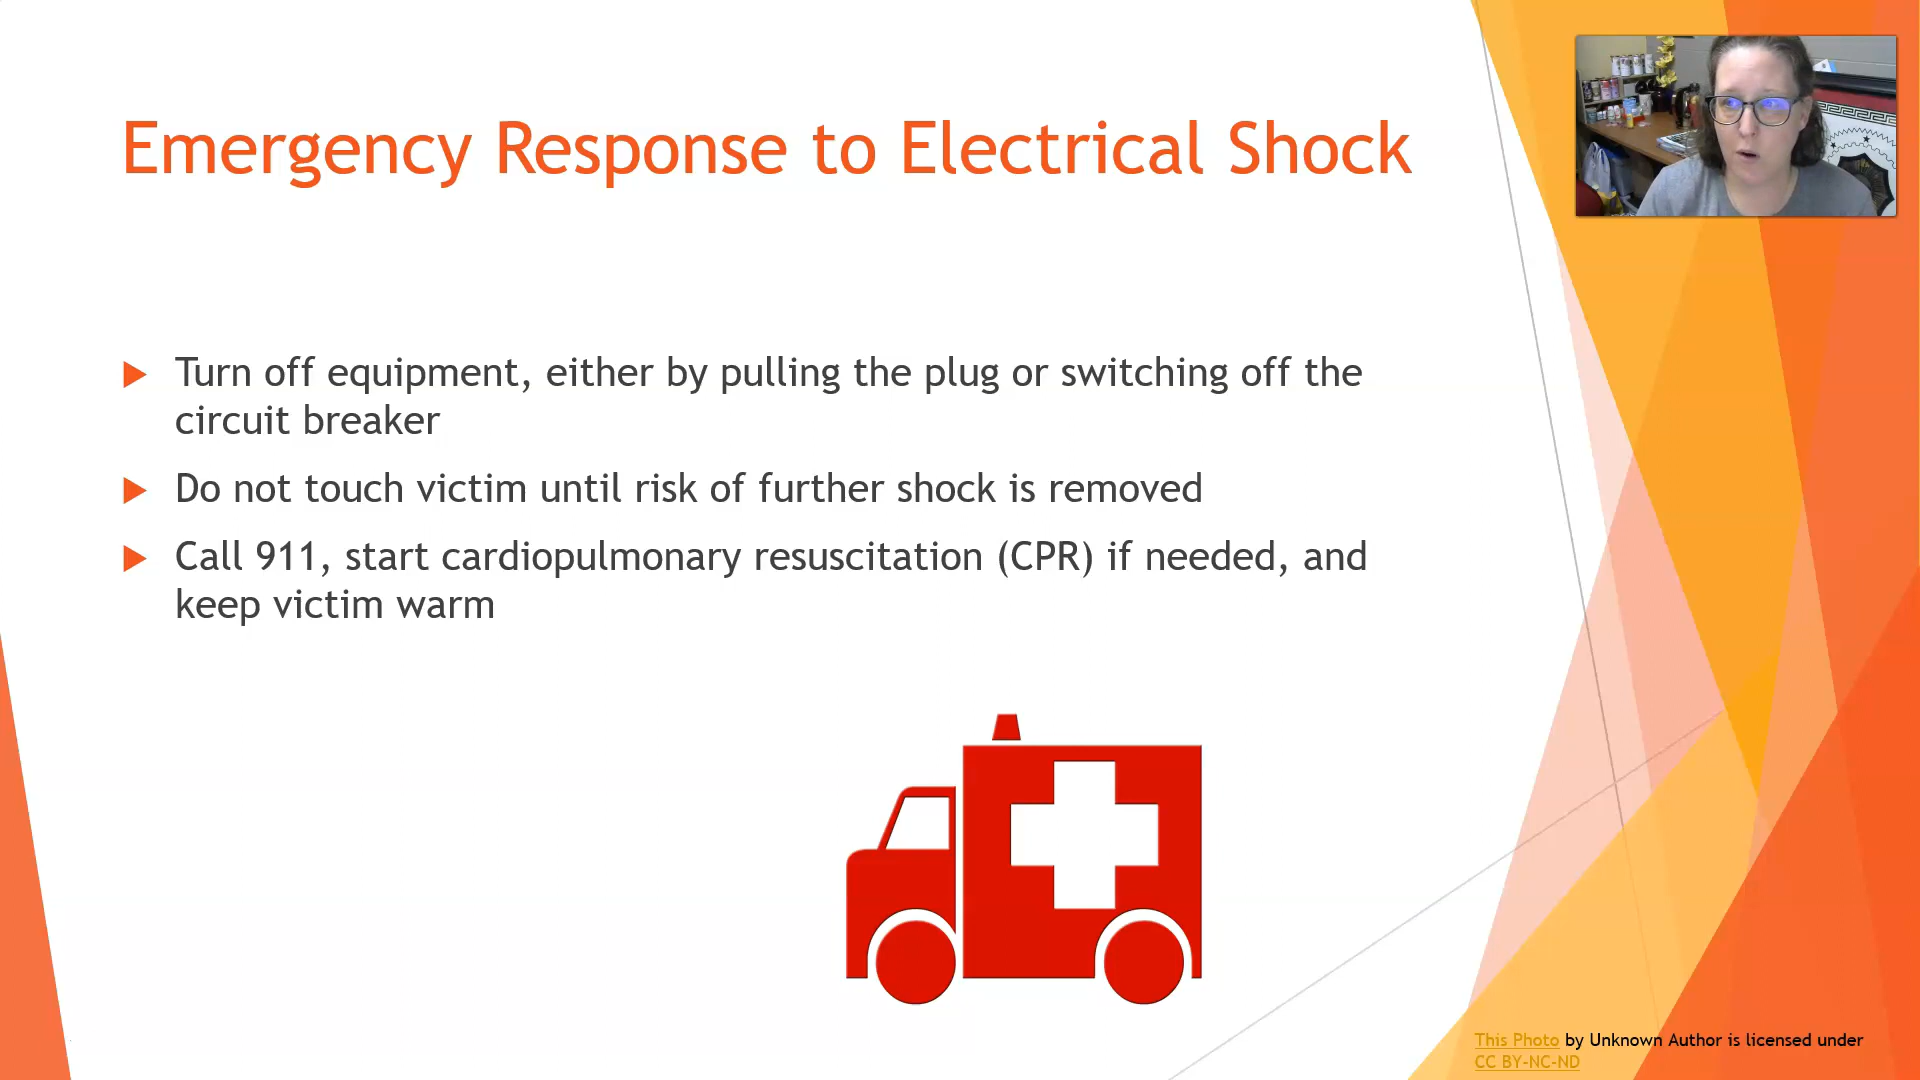 Emergency Response to Electrical Shock
Turn off equipment, either by pulling the plug or switching off the
circuit breaker
Do not touch victim until risk of further shock is removed
Call 911, start cardiopulmonary resuscitation (CPR) if needed, and
keep victim warm
This Photo by Unknown Author is licensed under
CC BY-NC-ND